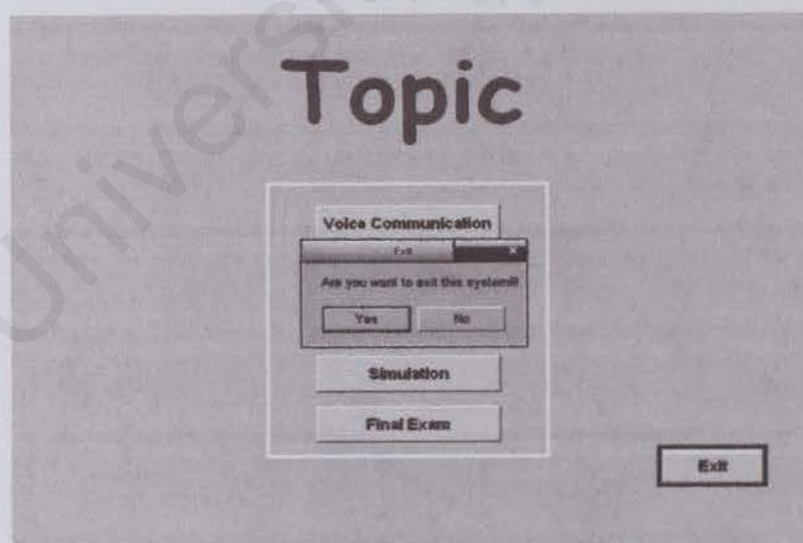 Topic
Voice Communication
Exit
Are you want to exit this system!!
Yes No
Simulation
Final Exam
Exit